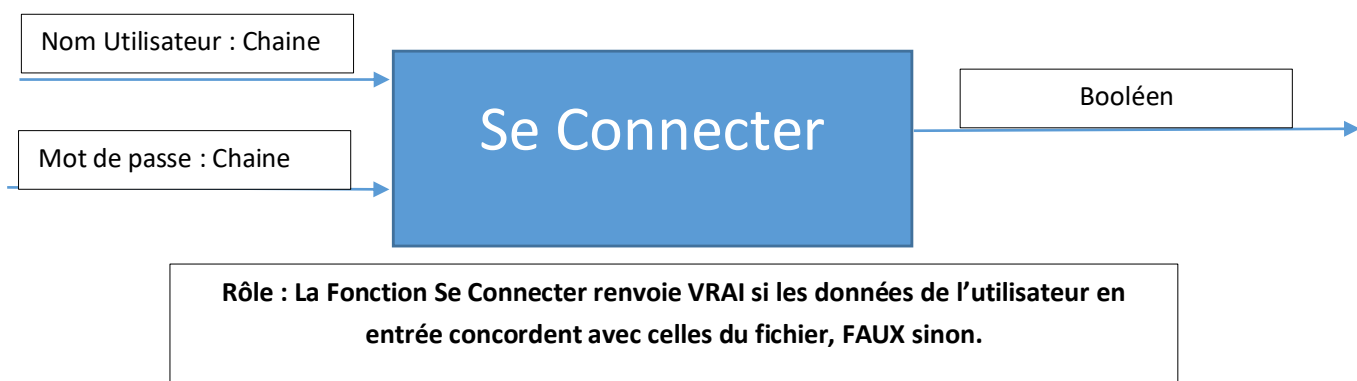 Nom Utilisateur : Chaine
Mot de passe : Chaine
Se Connecter
Booléen
Rôle : La Fonction Se Connecter renvoie VRAI si les données de l’utilisateur en
entrée concordent avec celles du fichier, FAUX sinon.